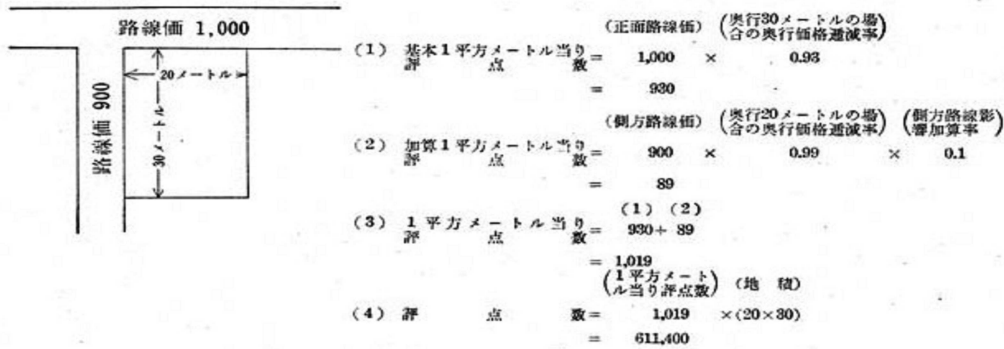 路線価 1,000
路線価 900
20メートル
30メートル
(1) 基本1平方メートル当り評点数 = (正面路線価) 1,000 × (奥行30メートルの場合の奥行価格逓減率) 0.93
= 930
(2) 加算1平方メートル当り評点数 = (側方路線価) 900 × (奥行20メートルの場合の奥行価格逓減率) 0.99 × (側方路線影響加算率) 0.1
= 89
(3) 1平方メートル当り評点数 = (1) 930 + (2) 89
= 1,019
(4) 評点数 = (1平方メートル当り評点数) 1,019 × (地積) (20×30)
= 611,400